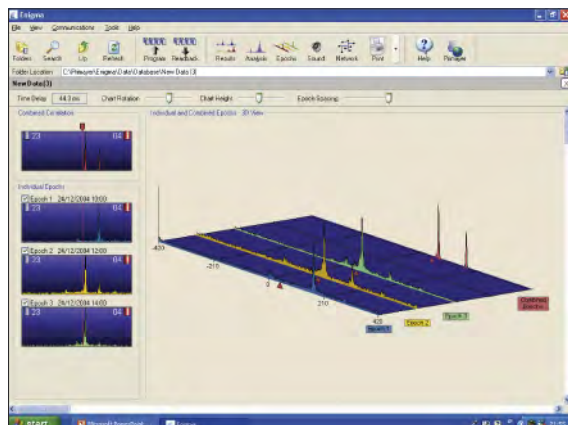 Enigma
File View Communications Tools Help
Folders Search Up Refresh Program Readback Results Analysis Epochs Sound Network Print Help
Folder Location C:\Primayer\Enigma\Data\Database\New Data (3)
New Data (3)
Time Delay 44.3 ms Chart Rotation Chart Height Epoch Spacing
Combined Correlation
23 04
Individual Epochs
Epoch 1 24/12/2004 10:00
23 04
Epoch 2 24/12/2004 12:00
23 04
Epoch 3 24/12/2004 14:00
23 04
Individual and Combined Epochs - 3D View
-420
-210
0
210
420
Epoch 1
Epoch 2
Epoch 3
Combined
Microsoft PowerPoint